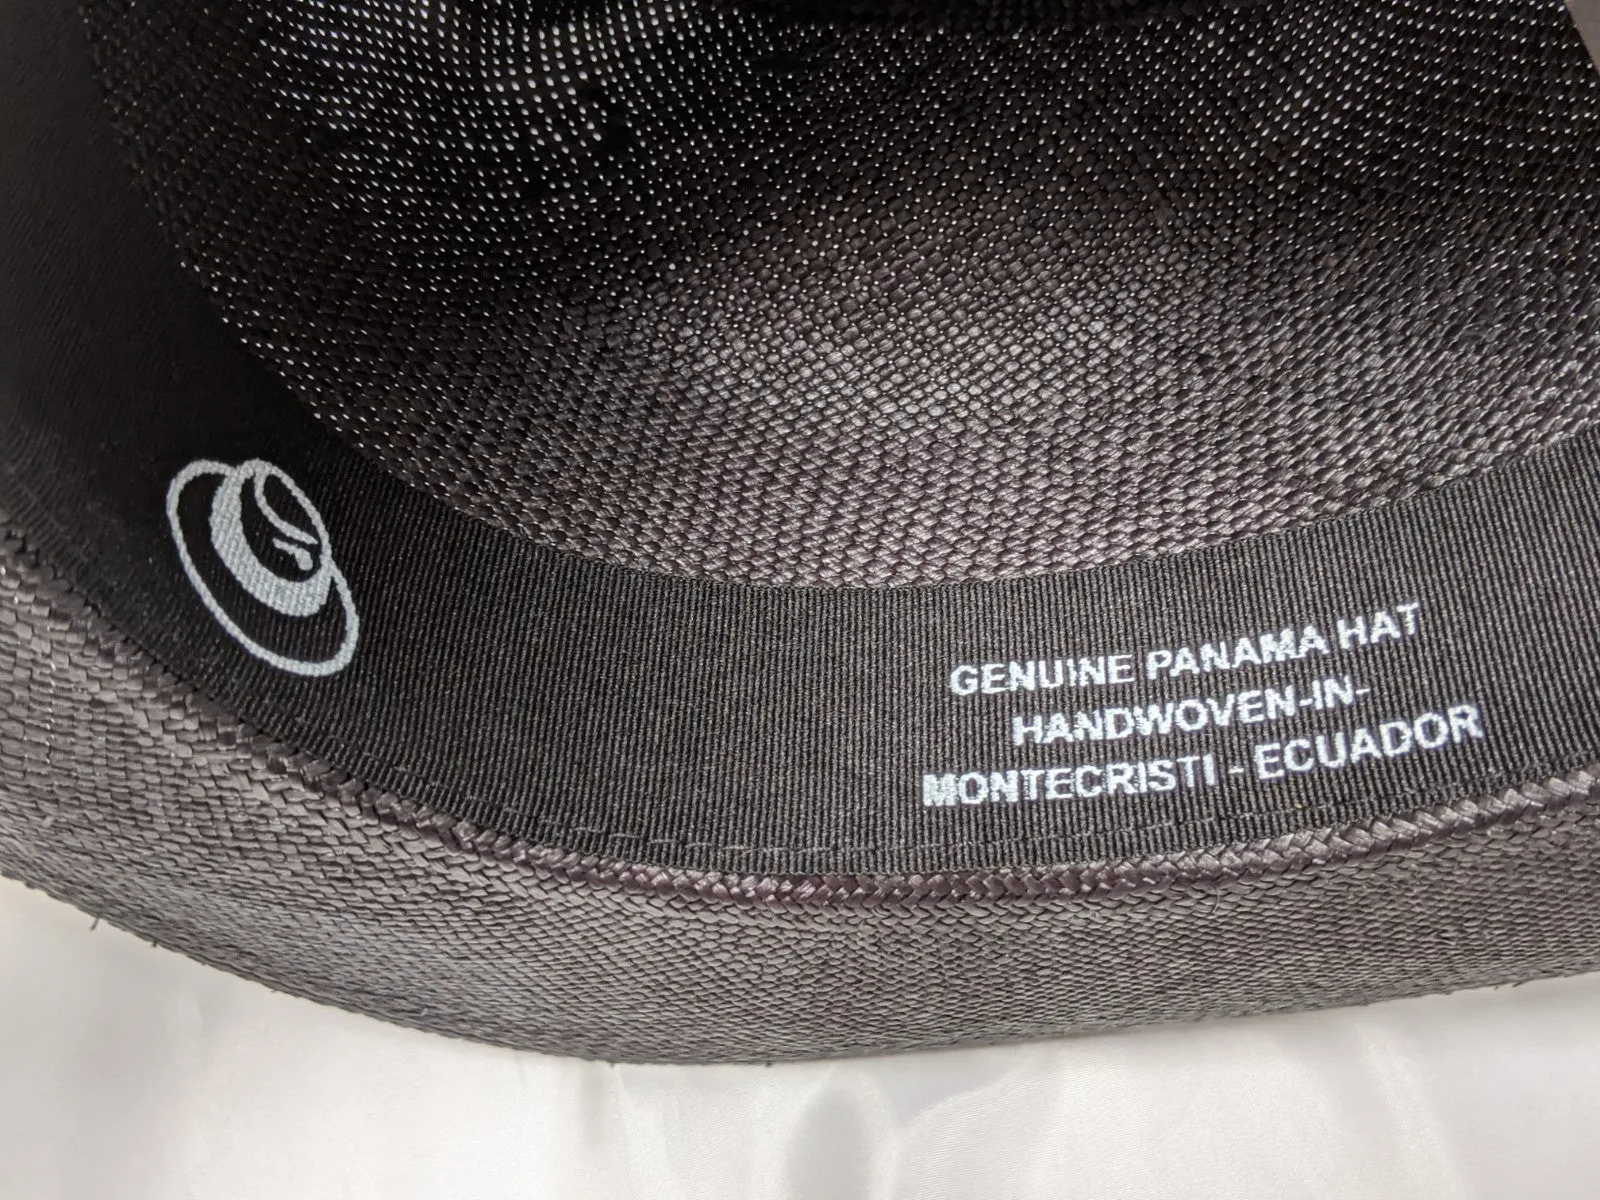 GENUINE PANAMA HAT
HANDWOVEN-IN-
MONTECRISTI - ECUADOR